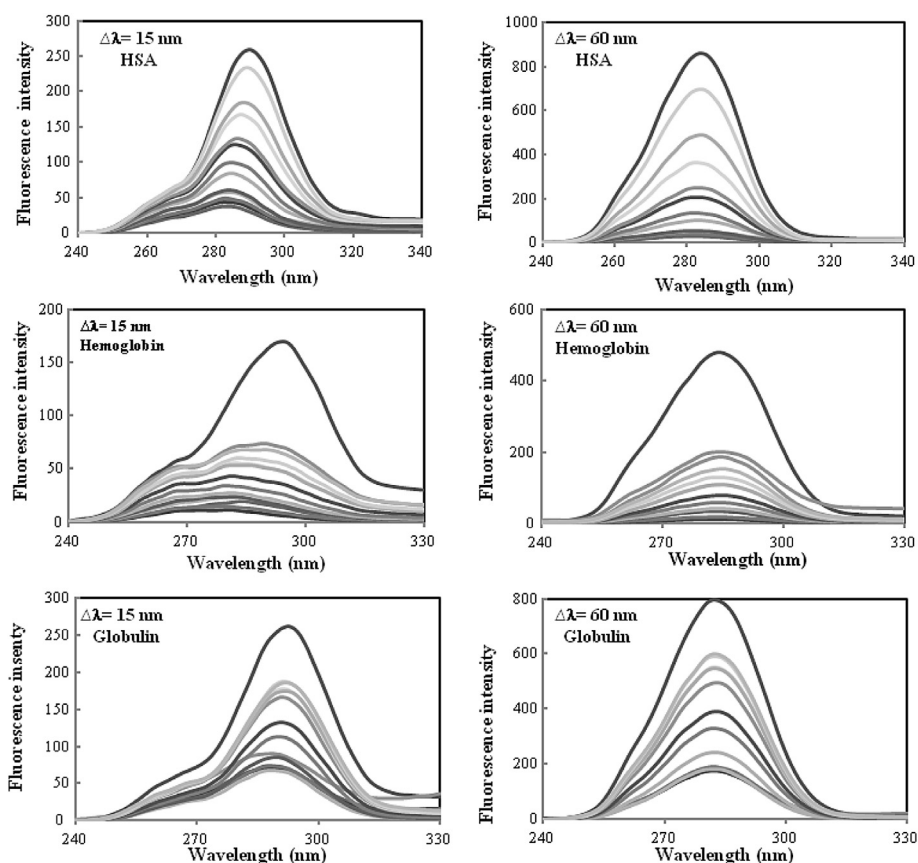 Δλ= 15 nm
HSA
Fluorescence intensity
300
250
200
150
100
50
0
240
260
280
300
320
340
Wavelength (nm)
Δλ= 60 nm
HSA
Fluorescence intensity
1000
800
600
400
200
0
240
260
280
300
320
340
Wavelength (nm)
Δλ= 15 nm
Hemoglobin
Fluorescence intensity
200
150
100
50
0
240
270
300
330
Wavelength (nm)
Δλ= 60 nm
Hemoglobin
Fluorescence intensity
600
400
200
0
240
270
300
330
Wavelength (nm)
Δλ= 15 nm
Globulin
Fluorescence insenty
300
250
200
150
100
50
0
240
270
300
330
Wavelength (nm)
Δλ= 60 nm
Globulin
Fluorescence intensity
800
600
400
200
0
240
270
300
330
Wavelength (nm)